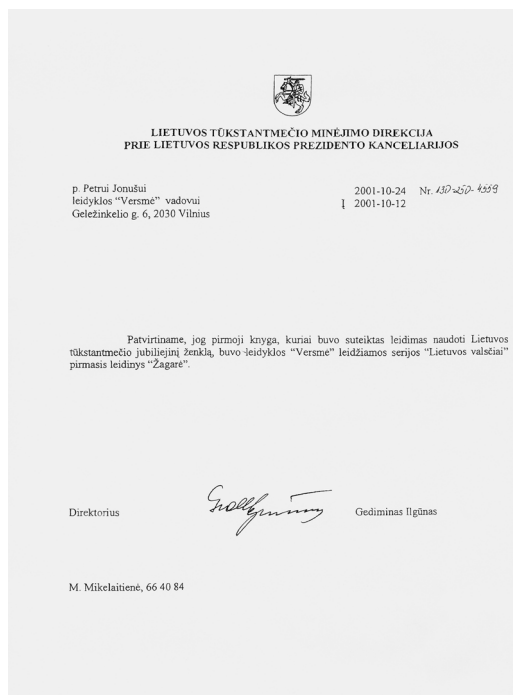 LIETUVOS TŪKSTANTMEČIO MINĖJIMO DIREKCIJA
PRIE LIETUVOS RESPUBLIKOS PREZIDENTO KANCELIARIJOS
p. Petrui Jonušui
leidyklos “Versmė” vadovui
Geležinkelio g. 6, 2030 Vilnius
2001-10-24 Nr. 130-250-4559
Į 2001-10-12
Patvirtiname, jog pirmoji knyga, kuriai buvo suteiktas leidimas naudoti Lietuvos
tūkstantmečio jubiliejinį ženklą, buvo leidyklos “Versmė” leidžiamos serijos “Lietuvos valsčiai”
pirmasis leidinys “Žagarė”.
Direktorius
Gediminas Ilgūnas
M. Mikelaitienė, 66 40 84